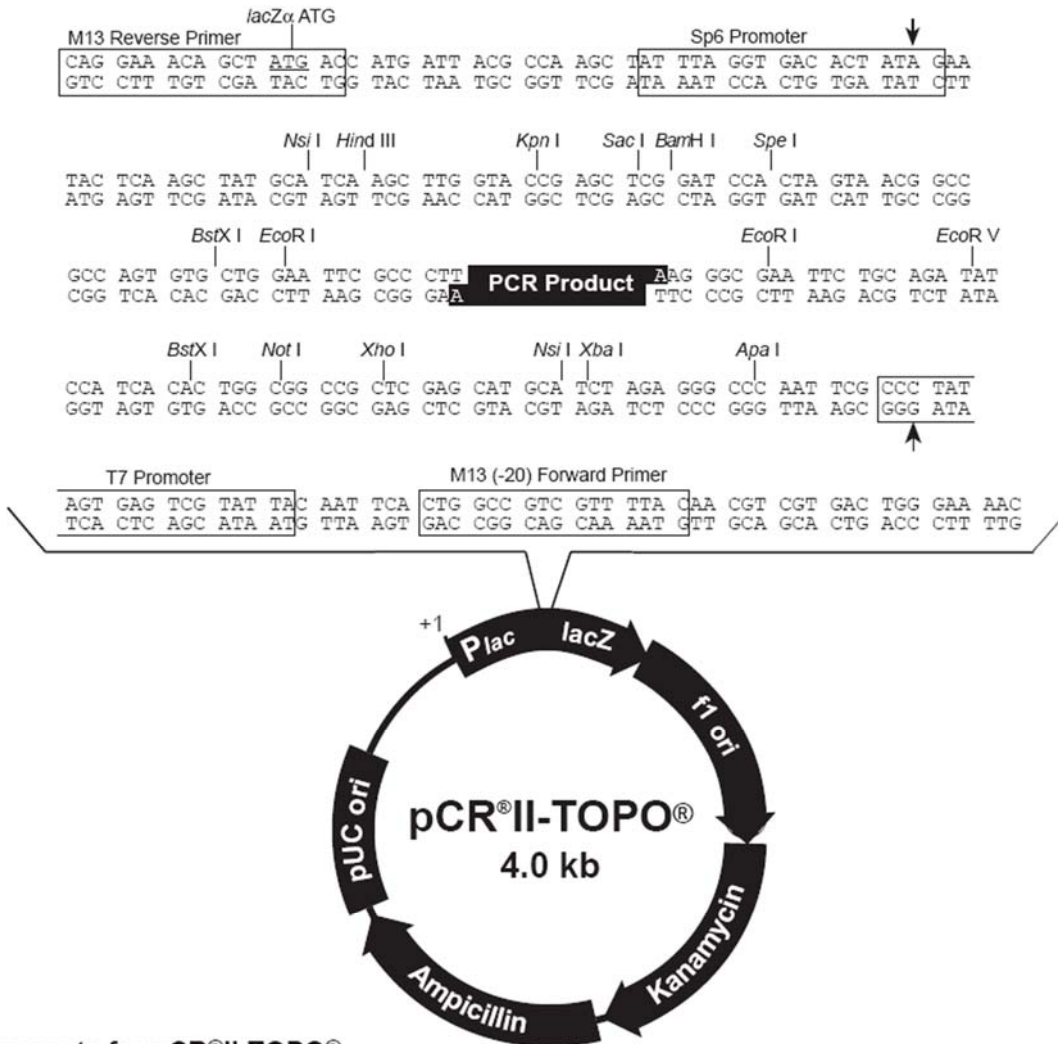 lacZα ATG
M13 Reverse Primer
Sp6 Promoter
CAG GAA ACA GCT ATG ACC ATG ATT ACG CCA AGC TAT TTA GGT GAC ACT ATA GAA
GTC CTT TGT CGA TAC TGG TAC TAA TGC GGT TCG ATA AAT CCA CTG TGA TAT CTT
Nsi I Hind III Kpn I Sac I BamH I Spe I
TAC TCA AGC TAT GCA TCA AGC TTG GTA CCG AGC TCG GAT CCA CTA GTA ACG GCC
ATG AGT TCG ATA CGT AGT TCG AAC CAT GGC TCG AGC CTA GGT GAT CAT TGC CGG
BstX I EcoR I EcoR I EcoR V
GCC AGT GTG CTG GAA TTC GCC CTT PCR Product AAG GGC GAA TTC TGC AGA TAT
CGG TCA CAC GAC CTT AAG CGG GAA TTC CCG CTT AAG ACG TCT ATA
BstX I Not I Xho I Nsi I Xba I Apa I
CCA TCA CAC TGG CGG CCG CTC GAG CAT GCA TCT AGA GGG CCC AAT TCG CCC TAT
GGT AGT GTG ACC GCC GGC GAG CTC GTA CGT AGA TCT CCC GGG TTA AGC GGG ATA
T7 Promoter M13 (-20) Forward Primer
AGT GAG TCG TAT TAC AAT TCA CTG GCC GTC GTT TTA CAA CGT CGT GAC TGG GAA AAC
TCA CTC AGC ATA ATG TTA AGT GAC CGG CAG CAA AAT GTT GCA GCA CTG ACC CTT TTG
+1
Plac lacZ
f1 ori
Kanamycin
Ampicillin
pUC ori
pCR®II-TOPO®
4.0 kb